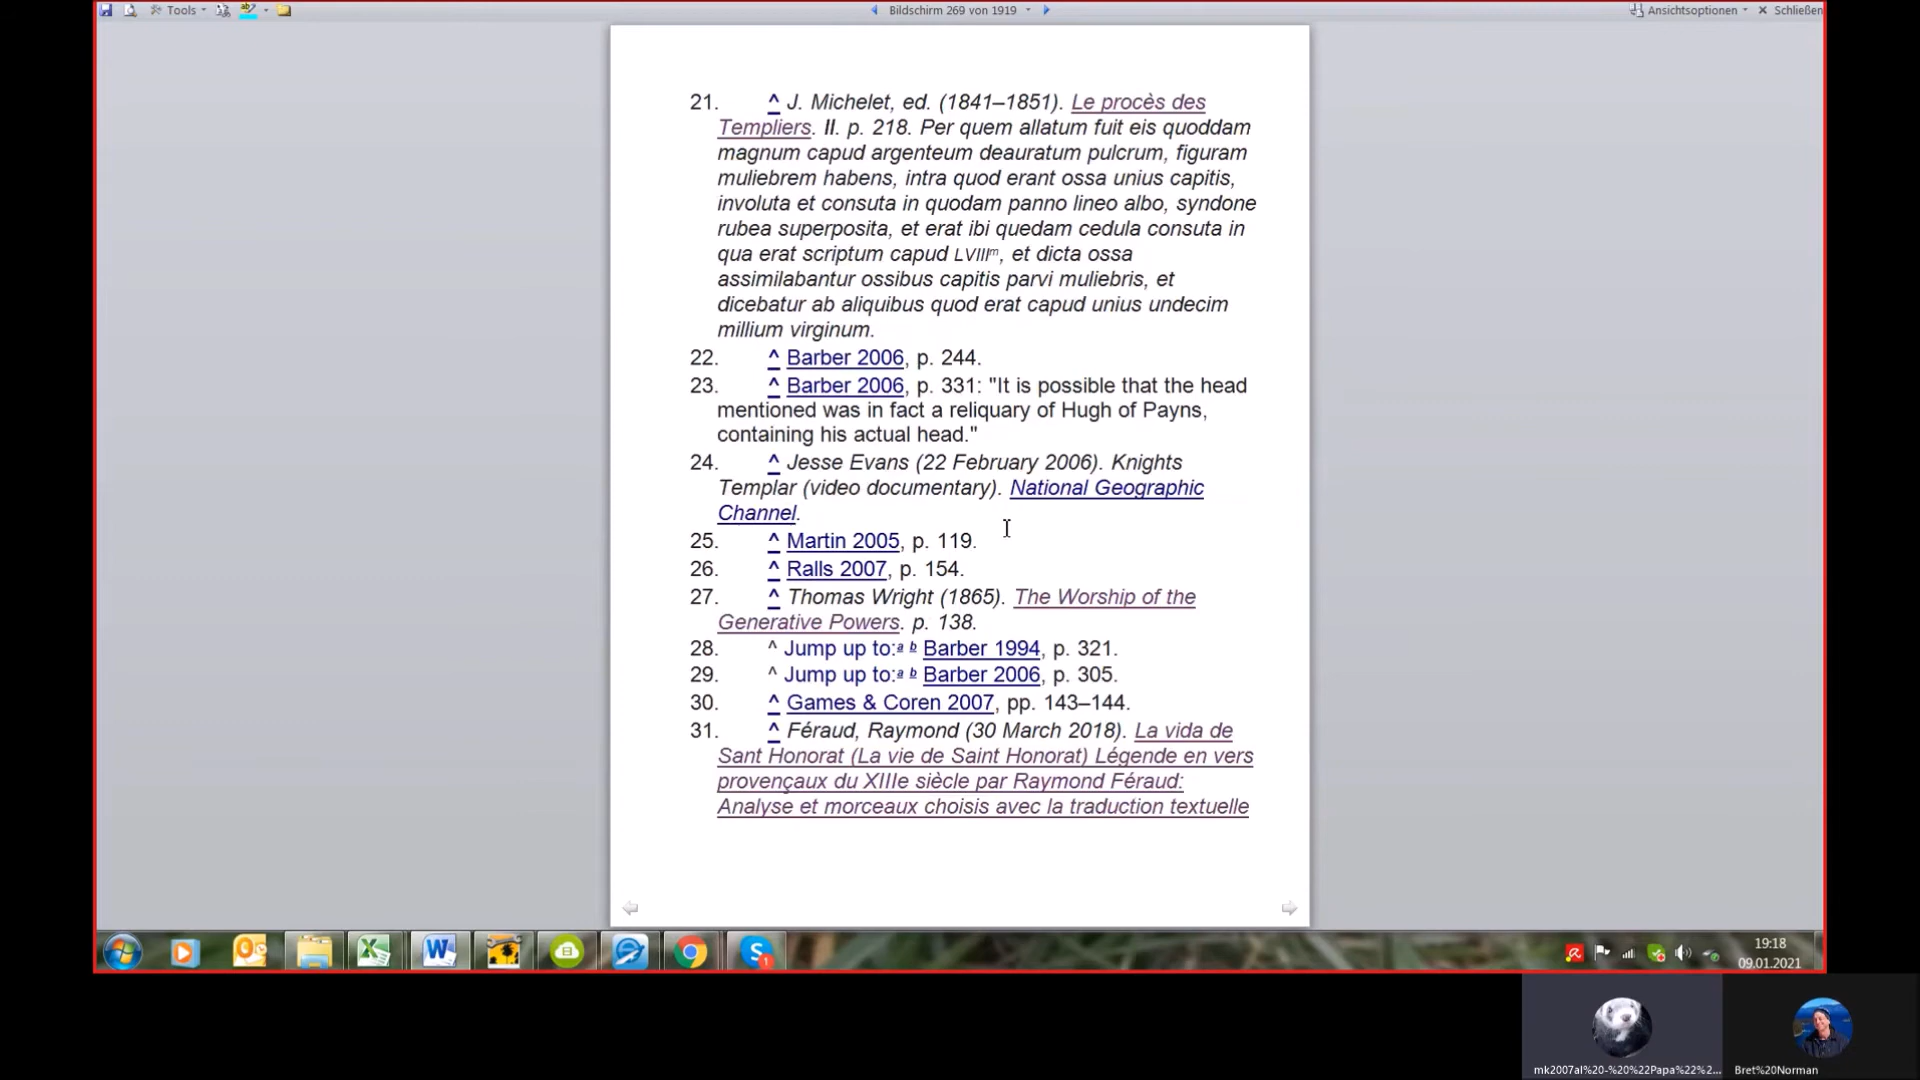 Tools
Bildschirm 269 von 1919
Ansichtsoptionen
Schließen
21. ^ J. Michelet, ed. (1841–1851). Le procès des
Templiers. II. p. 218. Per quem allatum fuit eis quoddam
magnum capud argenteum deauratum pulcrum, figuram
muliebrem habens, intra quod erant ossa unius capitis,
involuta et consuta in quodam panno lineo albo, syndone
rubea superposita, et erat ibi quedam cedula consuta in
qua erat scriptum capud LVIIIm, et dicta ossa
assimilabantur ossibus capitis parvi muliebris, et
dicebatur ab aliquibus quod erat capud unius undecim
millium virginum.
22. ^ Barber 2006, p. 244.
23. ^ Barber 2006, p. 331: "It is possible that the head
mentioned was in fact a reliquary of Hugh of Payns,
containing his actual head."
24. ^ Jesse Evans (22 February 2006). Knights
Templar (video documentary). National Geographic
Channel.
25. ^ Martin 2005, p. 119.
26. ^ Ralls 2007, p. 154.
27. ^ Thomas Wright (1865). The Worship of the
Generative Powers. p. 138.
28. ^ Jump up to:a b Barber 1994, p. 321.
29. ^ Jump up to:a b Barber 2006, p. 305.
30. ^ Games & Coren 2007, pp. 143–144.
31. ^ Féraud, Raymond (30 March 2018). La vida de
Sant Honorat (La vie de Saint Honorat) Légende en vers
provençaux du XIIIe siècle par Raymond Féraud:
Analyse et morceaux choisis avec la traduction textuelle
19:18
09.01.2021
mk2007al%20-%20%22Papa%22%2...
Bret%20Norman